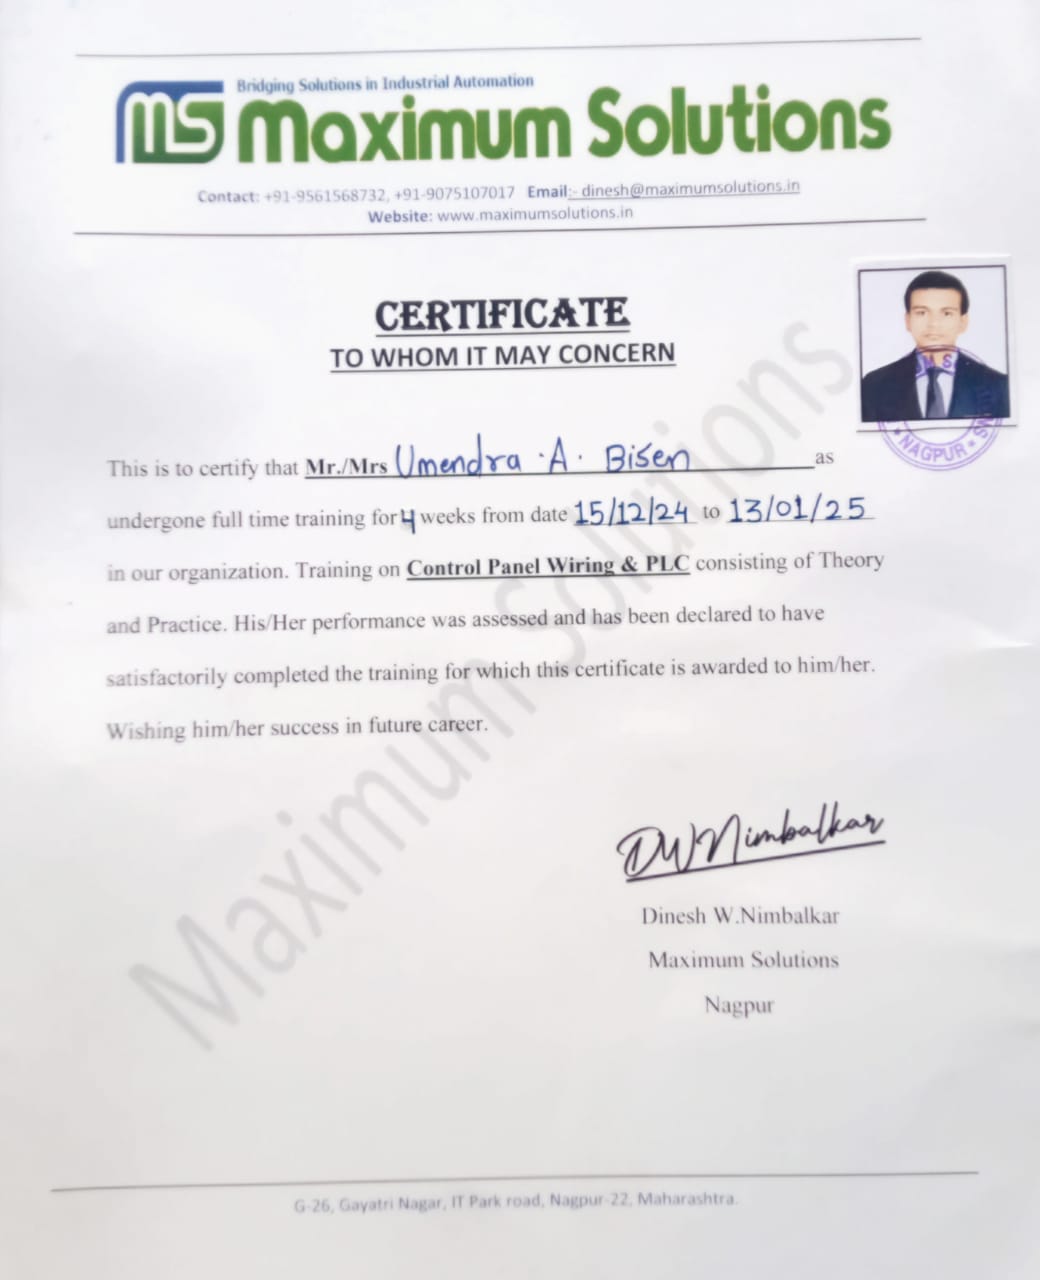 Bridging Solutions in Industrial Automation
ms Maximum Solutions
Contact: +91-9561568732, +91-9075107017 Email:- dinesh@maximumsolutions.in
Website: www.maximumsolutions.in
CERTIFICATE
TO WHOM IT MAY CONCERN
NAGPUR
This is to certify that Mr./Mrs Umendra .A. Bisen as
undergone full time training for 4 weeks from date 15/12/24 to 13/01/25
in our organization. Training on Control Panel Wiring & PLC consisting of Theory
and Practice. His/Her performance was assessed and has been declared to have
satisfactorily completed the training for which this certificate is awarded to him/her.
Wishing him/her success in future career.
Maximum Solutions
DWNimbalkar
Dinesh W.Nimbalkar
Maximum Solutions
Nagpur
G-26, Gayatri Nagar, IT Park road, Nagpur-22, Maharashtra.